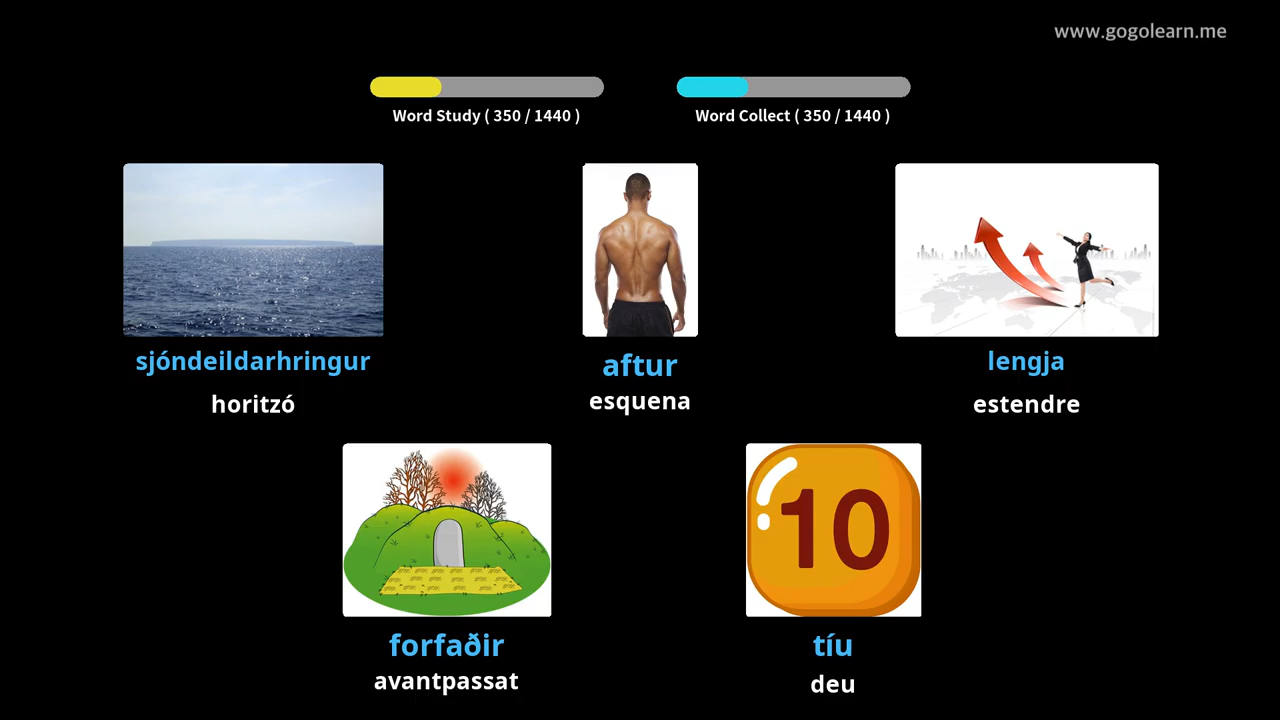 www.gogolearn.me
Word Study ( 350 / 1440 )
Word Collect ( 350 / 1440 )
sjóndeildarhringur
horitzó
aftur
esquena
lengja
estendre
forfaðir
avantpassat
10
tíu
deu